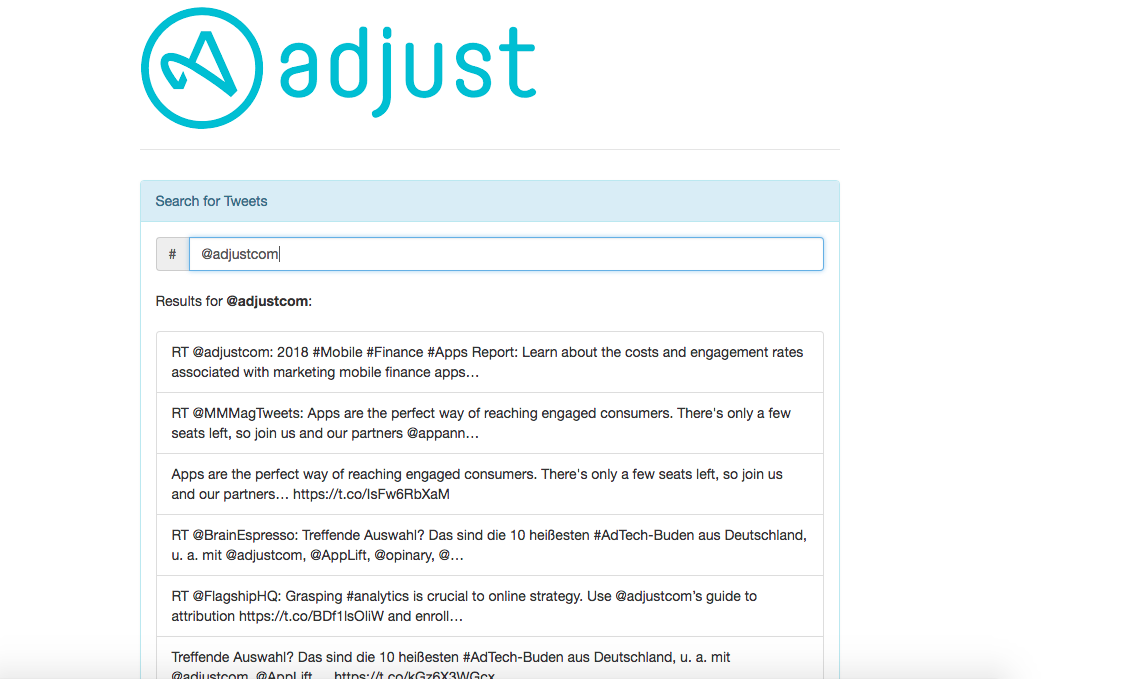 adjust
Search for Tweets
# @adjustcom
Results for @adjustcom:
RT @adjustcom: 2018 #Mobile #Finance #Apps Report: Learn about the costs and engagement rates
associated with marketing mobile finance apps…
RT @MMMagTweets: Apps are the perfect way of reaching engaged consumers. There's only a few
seats left, so join us and our partners @appann…
Apps are the perfect way of reaching engaged consumers. There's only a few seats left, so join us
and our partners… https://t.co/IsFw6RbXaM
RT @BrainEspresso: Treffende Auswahl? Das sind die 10 heißesten #AdTech-Buden aus Deutschland,
u. a. mit @adjustcom, @AppLift, @opinary, @…
RT @FlagshipHQ: Grasping #analytics is crucial to online strategy. Use @adjustcom’s guide to
attribution https://t.co/BDf1lsOliW and enroll…
Treffende Auswahl? Das sind die 10 heißesten #AdTech-Buden aus Deutschland, u. a. mit
@adjustcom, @AppLift,… https://t.co/kGz6X3WGcx